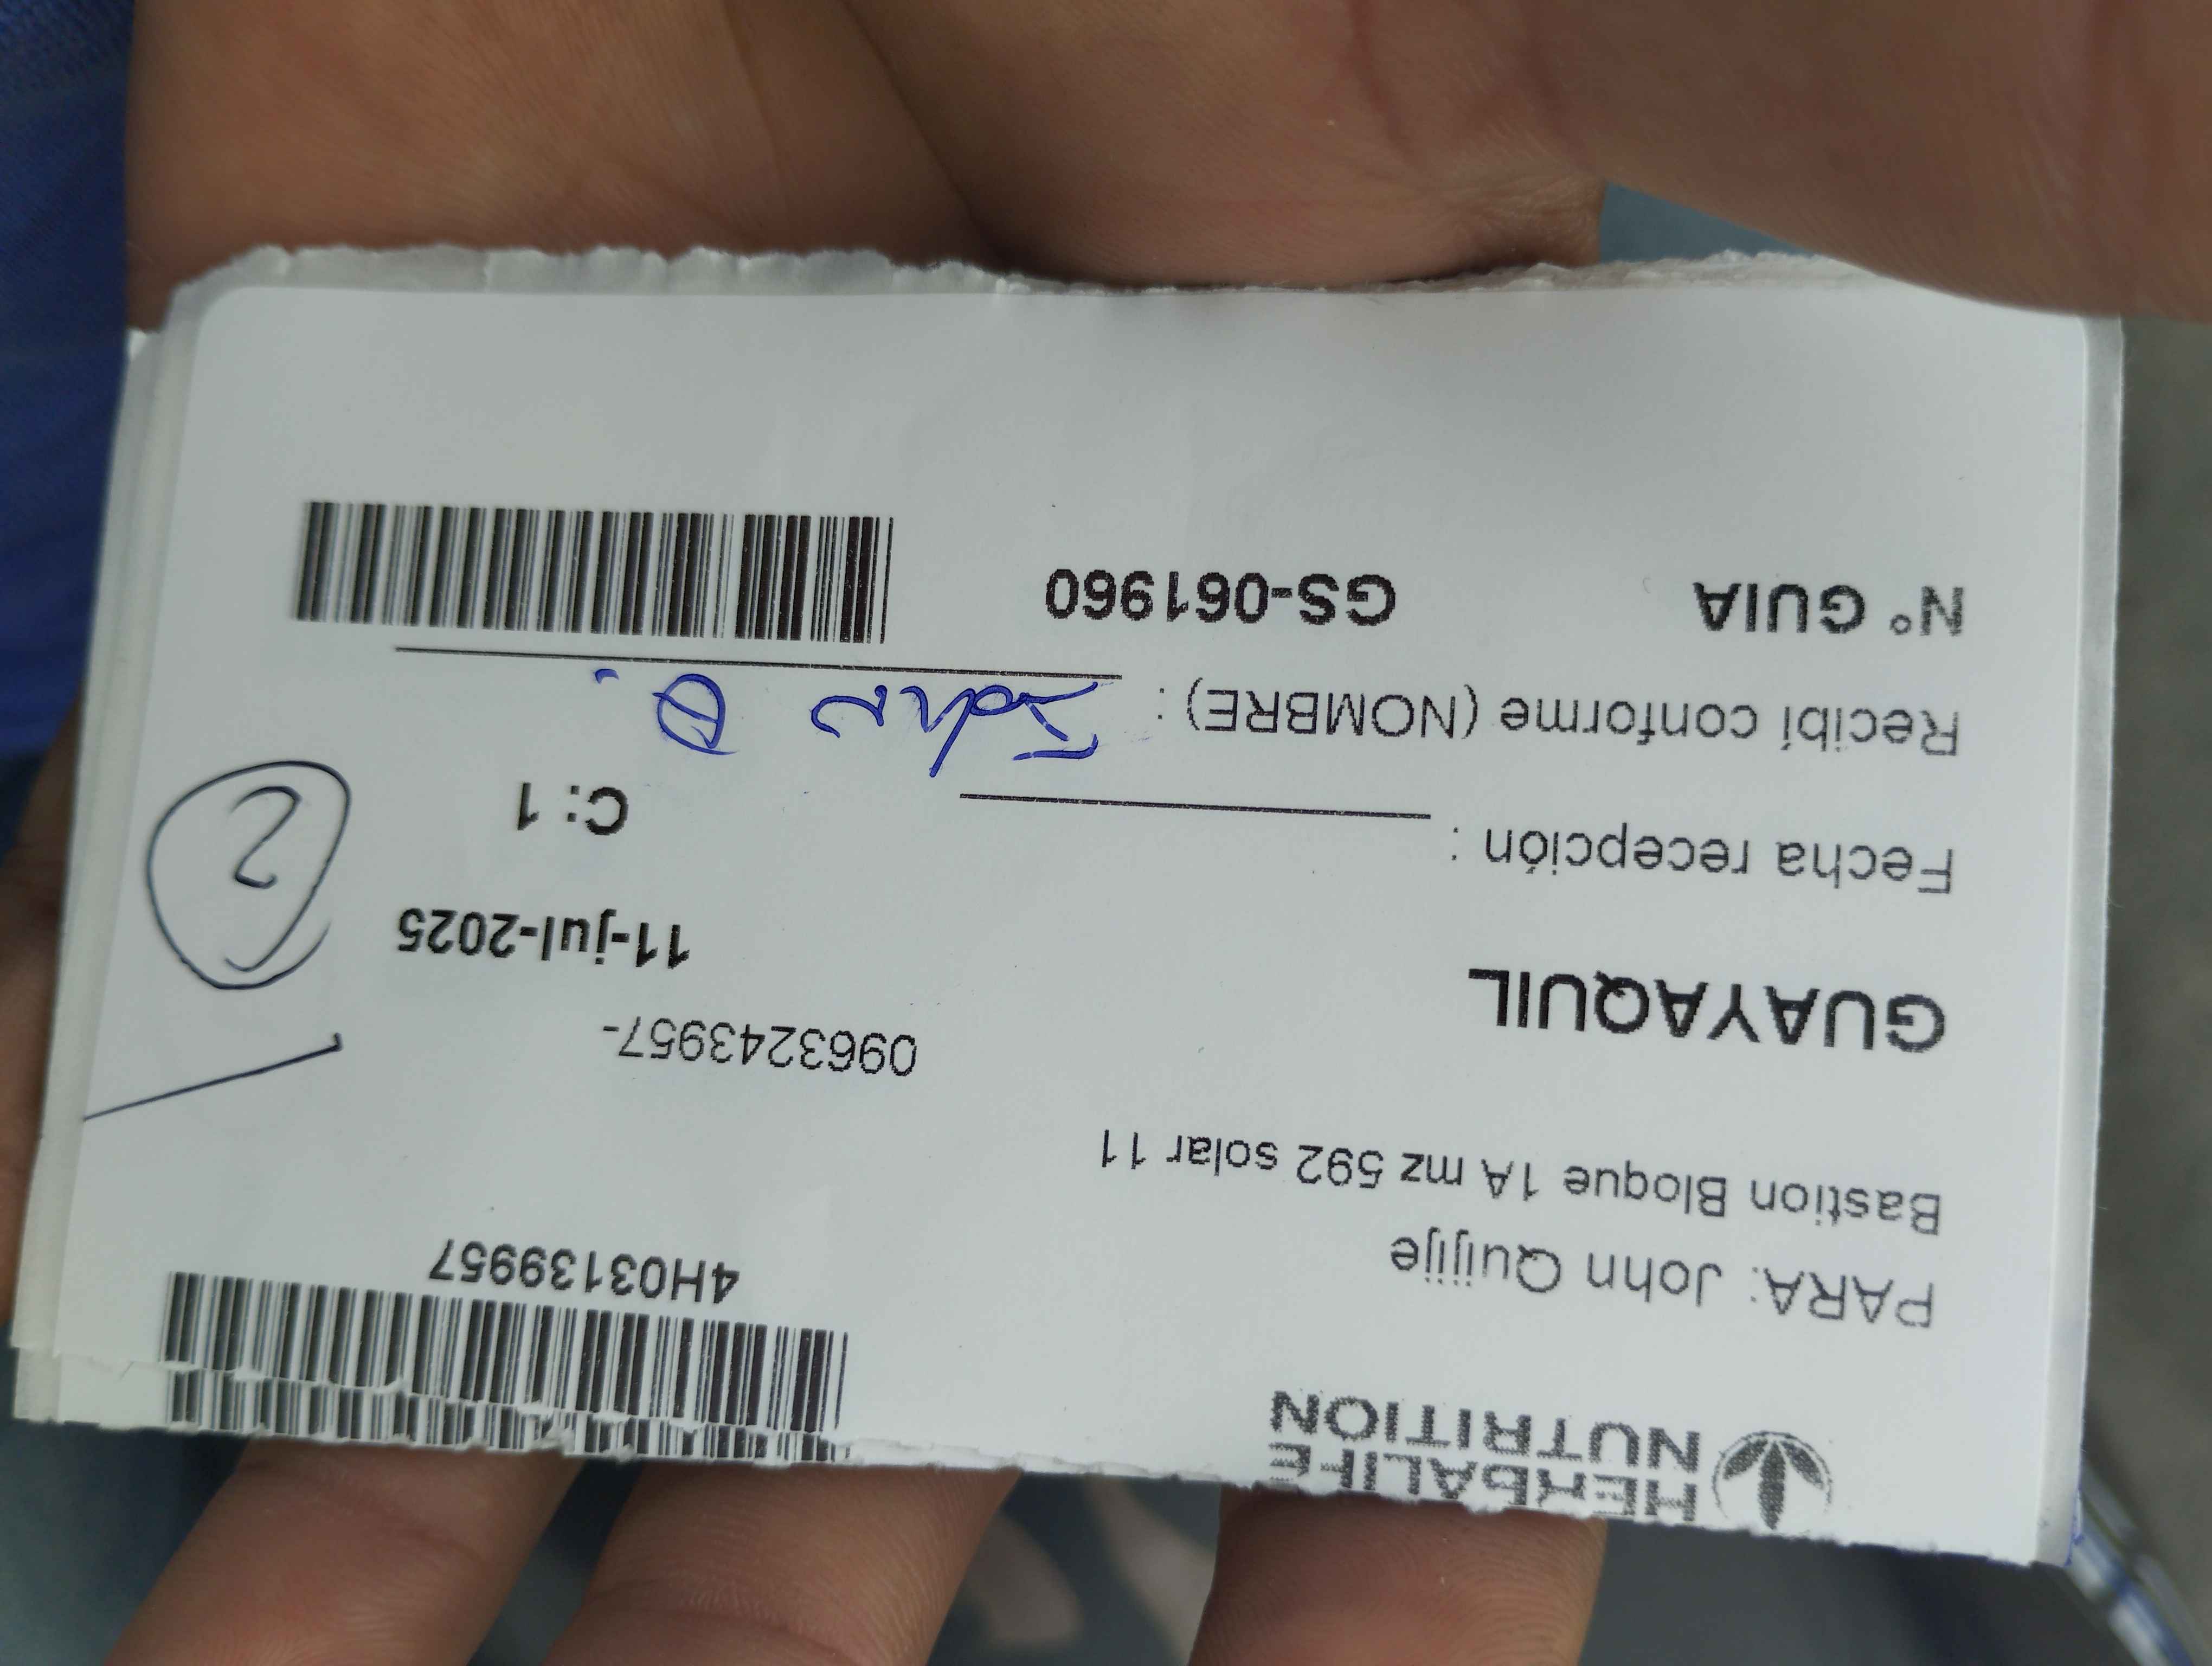 HERBALIFE
NUTRITION
4H03139957
PARA: John Quijije
Bastion Bloque 1A mz 592 solar 11
0963243957-
GUAYAQUIL
11-jul-2025
2
Fecha recepción :
C: 1
Recibí conforme (NOMBRE) : John Q.
N° GUIA GS-061960